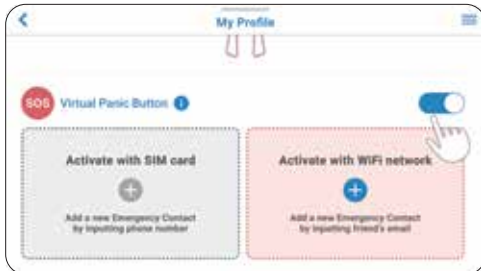 My Profile
SOS Virtual Panic Button i
Activate with SIM card
Add a new Emergency Contact
by inputting phone number
Activate with WiFi network
Add a new Emergency Contact
by inputting friend's email